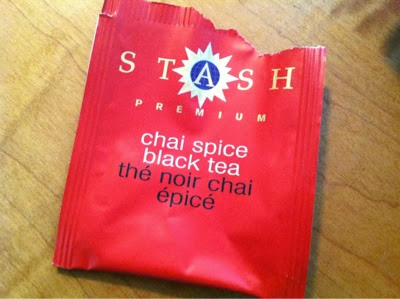 STASH
PREMIUM
chai spice
black tea
thé noir chai
épicé